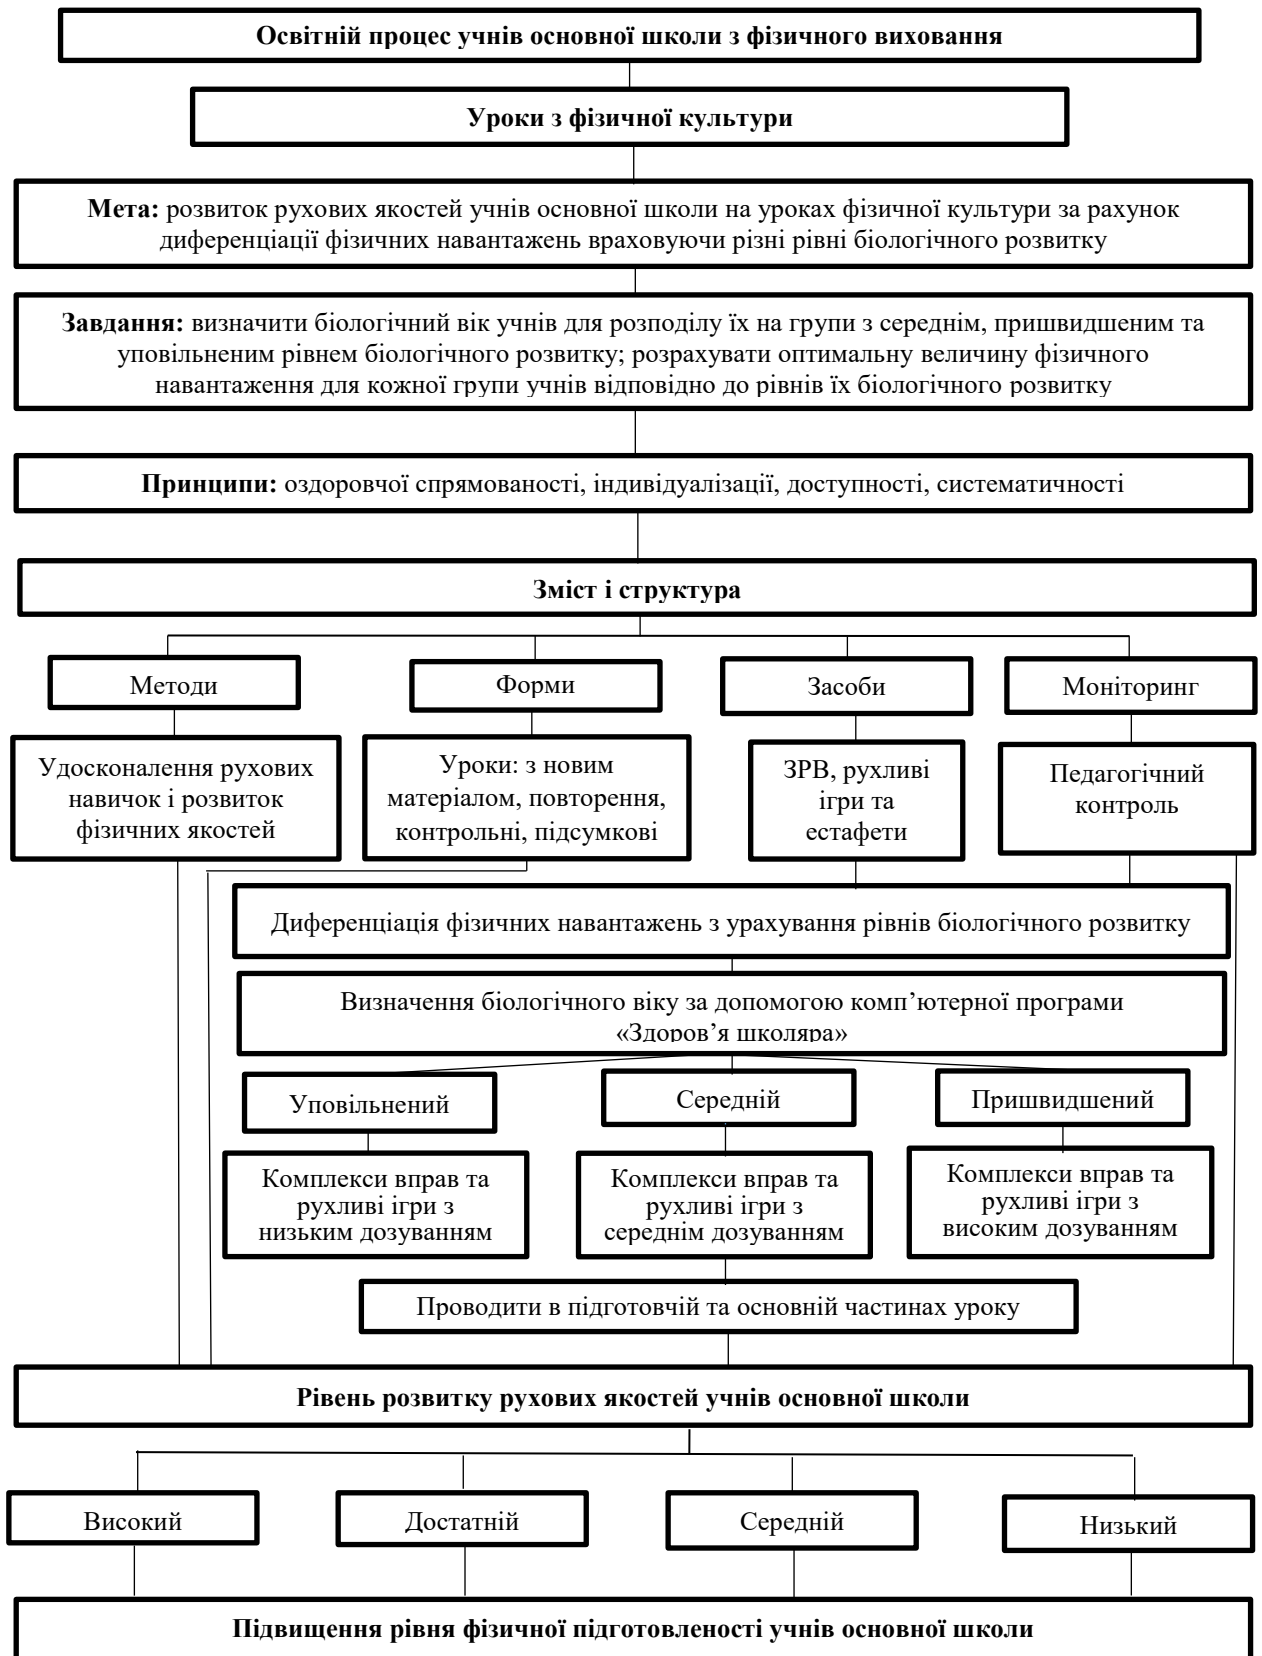 Освітній процес учнів основної школи з фізичного виховання
Уроки з фізичної культури
Мета: розвиток рухових якостей учнів основної школи на уроках фізичної культури за рахунок
диференціації фізичних навантажень враховуючи різні рівні біологічного розвитку
Завдання: визначити біологічний вік учнів для розподілу їх на групи з середнім, пришвидшеним та
уповільненим рівнем біологічного розвитку; розрахувати оптимальну величину фізичного
навантаження для кожної групи учнів відповідно до рівнів їх біологічного розвитку
Принципи: оздоровчої спрямованості, індивідуалізації, доступності, систематичності
Зміст і структура
Методи
Форми
Засоби
Моніторинг
Удосконалення рухових
навичок і розвиток
фізичних якостей
Уроки: з новим
матеріалом, повторення,
контрольні, підсумкові
ЗРВ, рухливі
ігри та
естафети
Педагогічний
контроль
Диференціація фізичних навантажень з урахування рівнів біологічного розвитку
Визначення біологічного віку за допомогою комп’ютерної програми
«Здоров’я школяра»
Уповільнений
Середній
Пришвидшений
Комплекси вправ та
рухливі ігри з
низьким дозуванням
Комплекси вправ та
рухливі ігри з
середнім дозуванням
Комплекси вправ та
рухливі ігри з
високим дозуванням
Проводити в підготовчій та основній частинах уроку
Рівень розвитку рухових якостей учнів основної школи
Високий
Достатній
Середній
Низький
Підвищення рівня фізичної підготовленості учнів основної школи